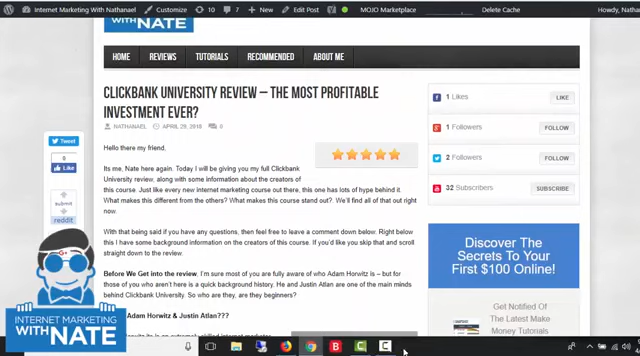 Internet Marketing With Nathanael Customize 10 7 New Edit Post MOJO Marketplace Delete Cache Howdy, Nathan
WITH NATE
HOME REVIEWS TUTORIALS RECOMMENDED ABOUT ME
CLICKBANK UNIVERSITY REVIEW – THE MOST PROFITABLE
INVESTMENT EVER?
NATHANAEL APRIL 29, 2018 0
Hello there my friend,
Its me, Nate here again. Today I will be giving you my full Clickbank
University review, along with some information about the creators of
this course. Just like every new internet marketing course out there, this one has lots of hype behind it.
What makes this different from the others? What makes this course stand out?. We'll find all of that out right
now.
With that being said if you have any questions, then feel free to leave a comment down below. Right below
this I have some background information on the creators of this course. If you'd like you skip that and scroll
straight down to the review.
Before We Get into the review, I'm sure most of you are fully aware of who Adam Horwitz is – but for
those of you who aren't here is a quick background history. He and Justin Atlan are one of the main minds
behind Clickbank University. So who are they, are they beginners?
Adam Horwitz & Justin Atlan???
1 Likes LIKE
1 Followers FOLLOW
2 Followers FOLLOW
32 Subscribers SUBSCRIBE
Discover The
Secrets To Your
First $100 Online!
Get Notified Of
The Latest Make
Money Tutorials
Tweet
0
Like
submit
reddit
G+
INTERNET MARKETING
WITH NATE